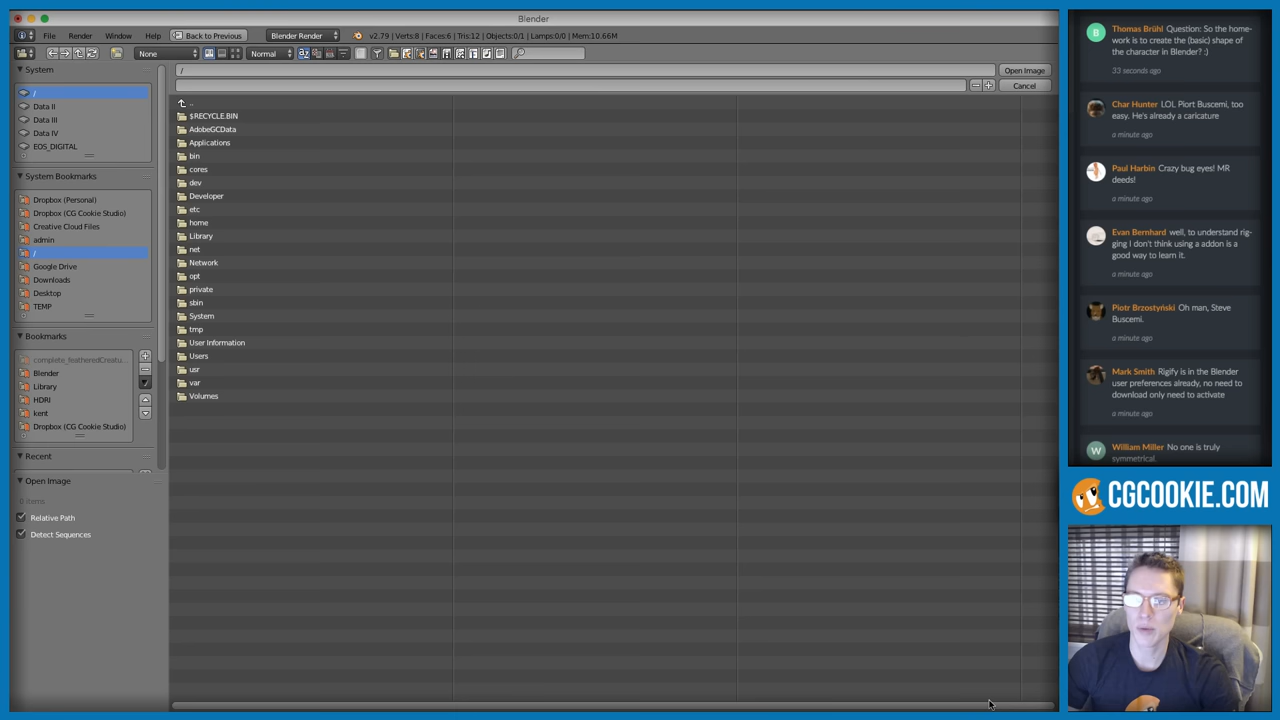 Blender
File Render Window Help Back to Previous Blender Render v2.79 | Verts:8 | Faces:6 | Tris:12 | Objects:0/1 | Lamps:0/0 | Mem:10.66M
None Normal
System
/
Data II
Data III
Data IV
EOS_DIGITAL
System Bookmarks
Dropbox (Personal)
Dropbox (CG Cookie Studio)
Creative Cloud Files
admin
/
Google Drive
Downloads
Desktop
TEMP
Bookmarks
complete_featheredCreatu...
Blender
Library
HDRI
kent
Dropbox (CG Cookie Studio)
Recent
Open Image
0 items
Relative Path
Detect Sequences
/ Open Image
Cancel
..
$RECYCLE.BIN
AdobeGCData
Applications
bin
cores
dev
Developer
etc
home
Library
net
Network
opt
private
sbin
System
tmp
User Information
Users
usr
var
Volumes
B Thomas Brühl Question: So the home-
work is to create the (basic) shape
of the character in Blender? :)
33 seconds ago
Char Hunter LOL Piort Buscemi, too
easy. He's already a caricature
a minute ago
Paul Harbin Crazy bug eyes! MR
deeds!
a minute ago
Evan Bernhard well, to understand rig-
ging I don't think using a addon is a
good way to learn it.
a minute ago
Piotr Brzostyński Oh man, Steve
Buscemi.
a minute ago
Mark Smith Rigify is in the Blender
user preferences already, no need to
download only need to activate
a minute ago
W William Miller No one is truly
symmetrical.
CGCOOKIE.COM